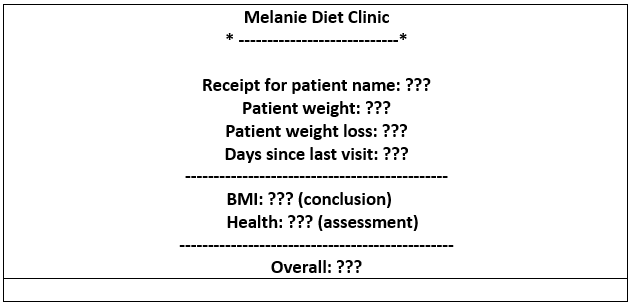 Melanie Diet Clinic
* ----------------------------*
Receipt for patient name: ???
Patient weight: ???
Patient weight loss: ???
Days since last visit: ???
----------------------------------------------
BMI: ??? (conclusion)
Health: ??? (assessment)
------------------------------------------------
Overall: ???